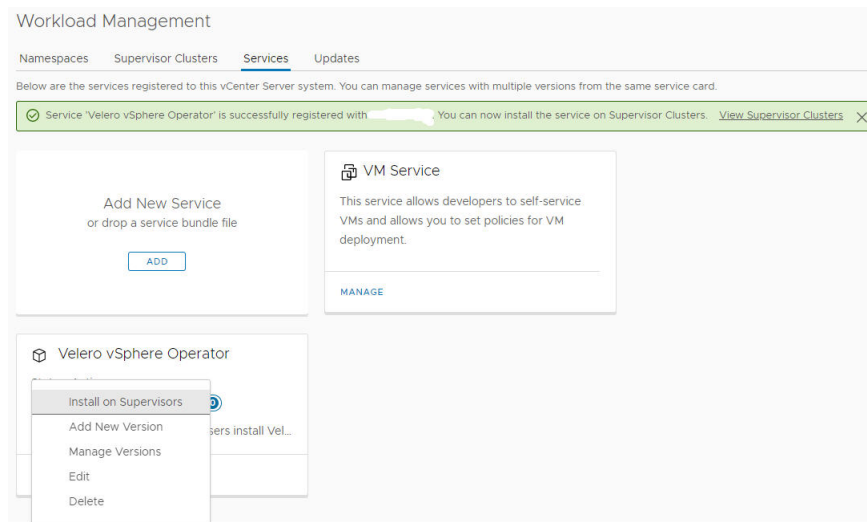 Workload Management
Namespaces Supervisor Clusters Services Updates
Below are the services registered to this vCenter Server system. You can manage services with multiple versions from the same service card.
Service 'Velero vSphere Operator' is successfully registered with . You can now install the service on Supervisor Clusters. View Supervisor Clusters
Add New Service
or drop a service bundle file
ADD
VM Service
This service allows developers to self-service
VMs and allows you to set policies for VM
deployment.
MANAGE
Velero vSphere Operator
Install on Supervisors
Add New Version
sers install Vel...
Manage Versions
Edit
Delete